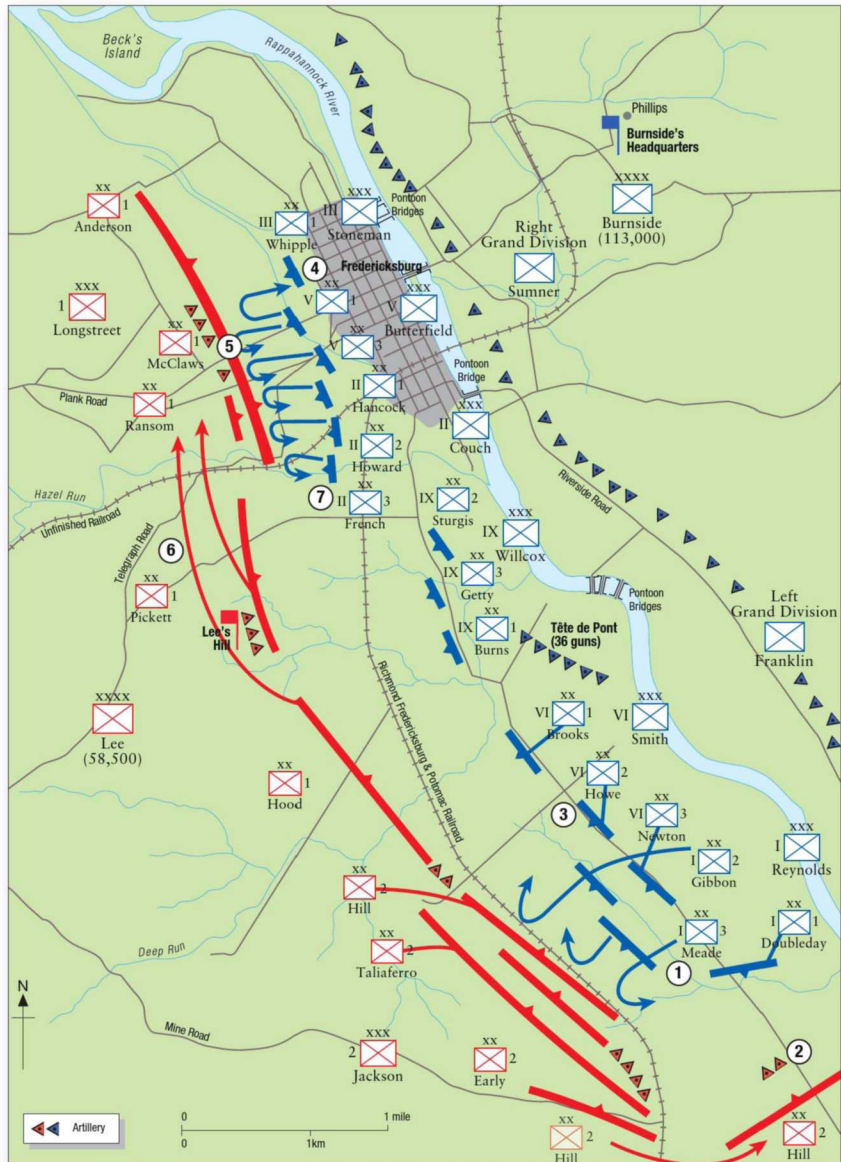 Beck's
Island
Rappahannock River
Phillips
Burnside's
Headquarters
xx
Anderson
1
xx
III
1
Whipple
xxx
III
Stoneman
Pontoon
Bridges
xxxx
Burnside
(113,000)
Right
Grand Division
Sumner
4
Fredericksburg
xxx
1
Longstreet
xx
V
1
xxx
V
Butterfield
xx
1
McClaws
5
xx
V
3
Plank Road
xx
1
Ransom
xx
II
1
Hancock
Pontoon
Bridge
xxx
II
Couch
xx
II
2
Howard
Riverside Road
Hazel Run
Unfinished Railroad
7
xx
II
3
French
xx
IX
2
Sturgis
xxx
IX
Willcox
6
Telegraph Road
xx
1
Pickett
xx
IX
3
Getty
Pontoon
Bridges
Left
Grand Division
Franklin
Lee's
Hill
xx
IX
1
Burns
Tête de Pont
(36 guns)
xxxx
Lee
(58,500)
Richmond Fredericksburg & Potomac Railroad
xx
VI
1
Brooks
xxx
VI
Smith
xx
1
Hood
xx
VI
2
Howe
3
xx
VI
3
Newton
xx
I
2
Gibbon
xxx
I
Reynolds
xx
2
Hill
xx
I
3
Meade
xx
I
1
Doubleday
Deep Run
xx
2
Taliaferro
1
N
Mine Road
xxx
2
Jackson
xx
2
Early
2
Artillery
0
1 mile
0
1km
xx
2
Hill
xx
2
Hill